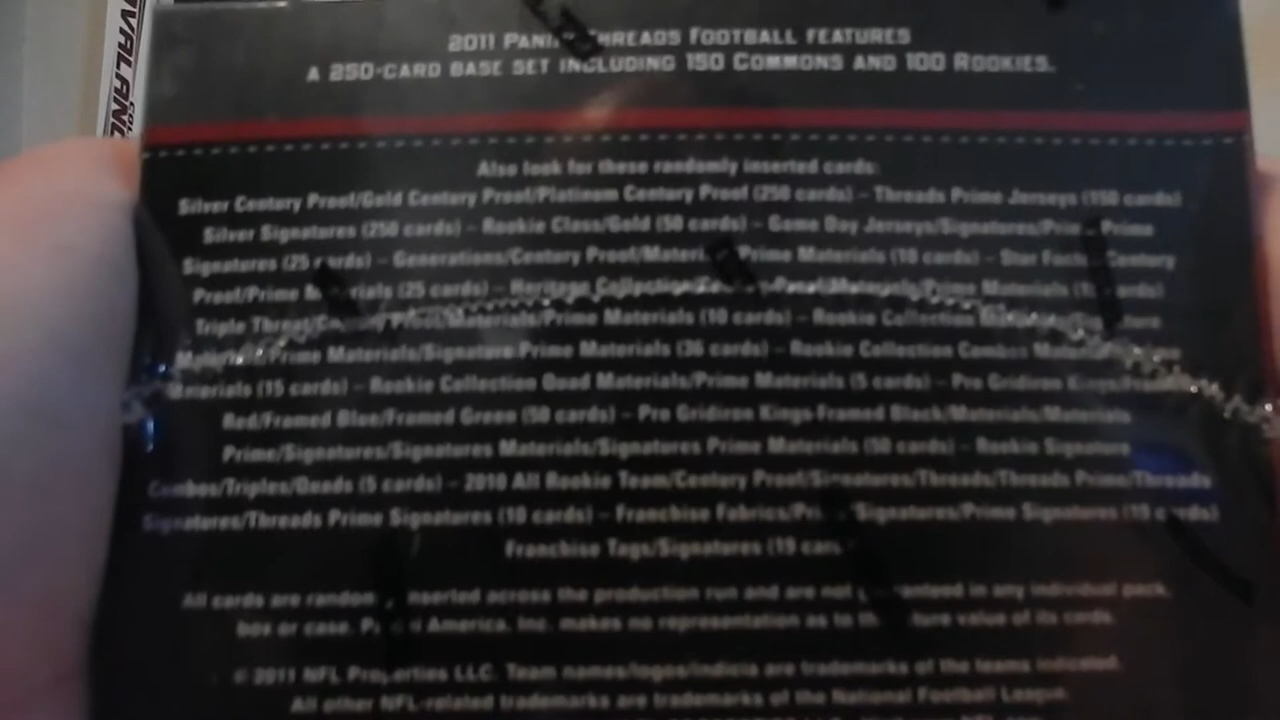 2011 PANINI THREADS FOOTBALL FEATURES
A 250-CARD BASE SET INCLUDING 150 COMMONS AND 100 ROOKIES.
Also look for these randomly inserted cards:
Silver Century Proof/Gold Century Proof/Platinum Century Proof (250 cards) – Threads Prime Jerseys (150 cards)
Silver Signatures (250 cards) – Rookie Class/Gold (50 cards) – Game Day Jerseys/Signatures/Prime – Prime
Signatures (25 cards) – Generations/Century Proof/Materials/Prime Materials (10 cards) – Star Factor/Century
Proof/Prime Materials (25 cards) – Heritage Collection/Century Proof/Materials/Prime Materials cards)
Triple Threat/Century Proof/Materials/Prime Materials (10 cards) – Rookie Collection
Materials/Prime Materials/Signature Prime Materials (36 cards) – Rookie Collection Combos
Materials (15 cards) – Rookie Collection Quad Materials/Prime Materials (5 cards) – Pro Gridiron Kings/Framed
Red/Framed Blue/Framed Green (50 cards) – Pro Gridiron Kings Framed Black/Materials/Materials
Prime/Signatures/Signatures Materials/Signatures Prime Materials (50 cards) – Rookie Signature
Combos/Triples/Quads (5 cards) – 2010 All Rookie Team/Century Proof/Signatures/Threads/Threads Prime/Threads
Signatures/Threads Prime Signatures (10 cards) – Franchise Fabrics/Prime Signatures/Prime Signatures cards)
Franchise Tags/Signatures (19
All cards are randomly inserted across the production run and are not guaranteed in any individual pack,
box or case. Panini America, Inc. makes no representation as to the future value of its cards.
© 2011 NFL Properties LLC. Team names/logos/indicia are trademarks of the teams indicated.
All other NFL-related trademarks are trademarks of the National Football League.